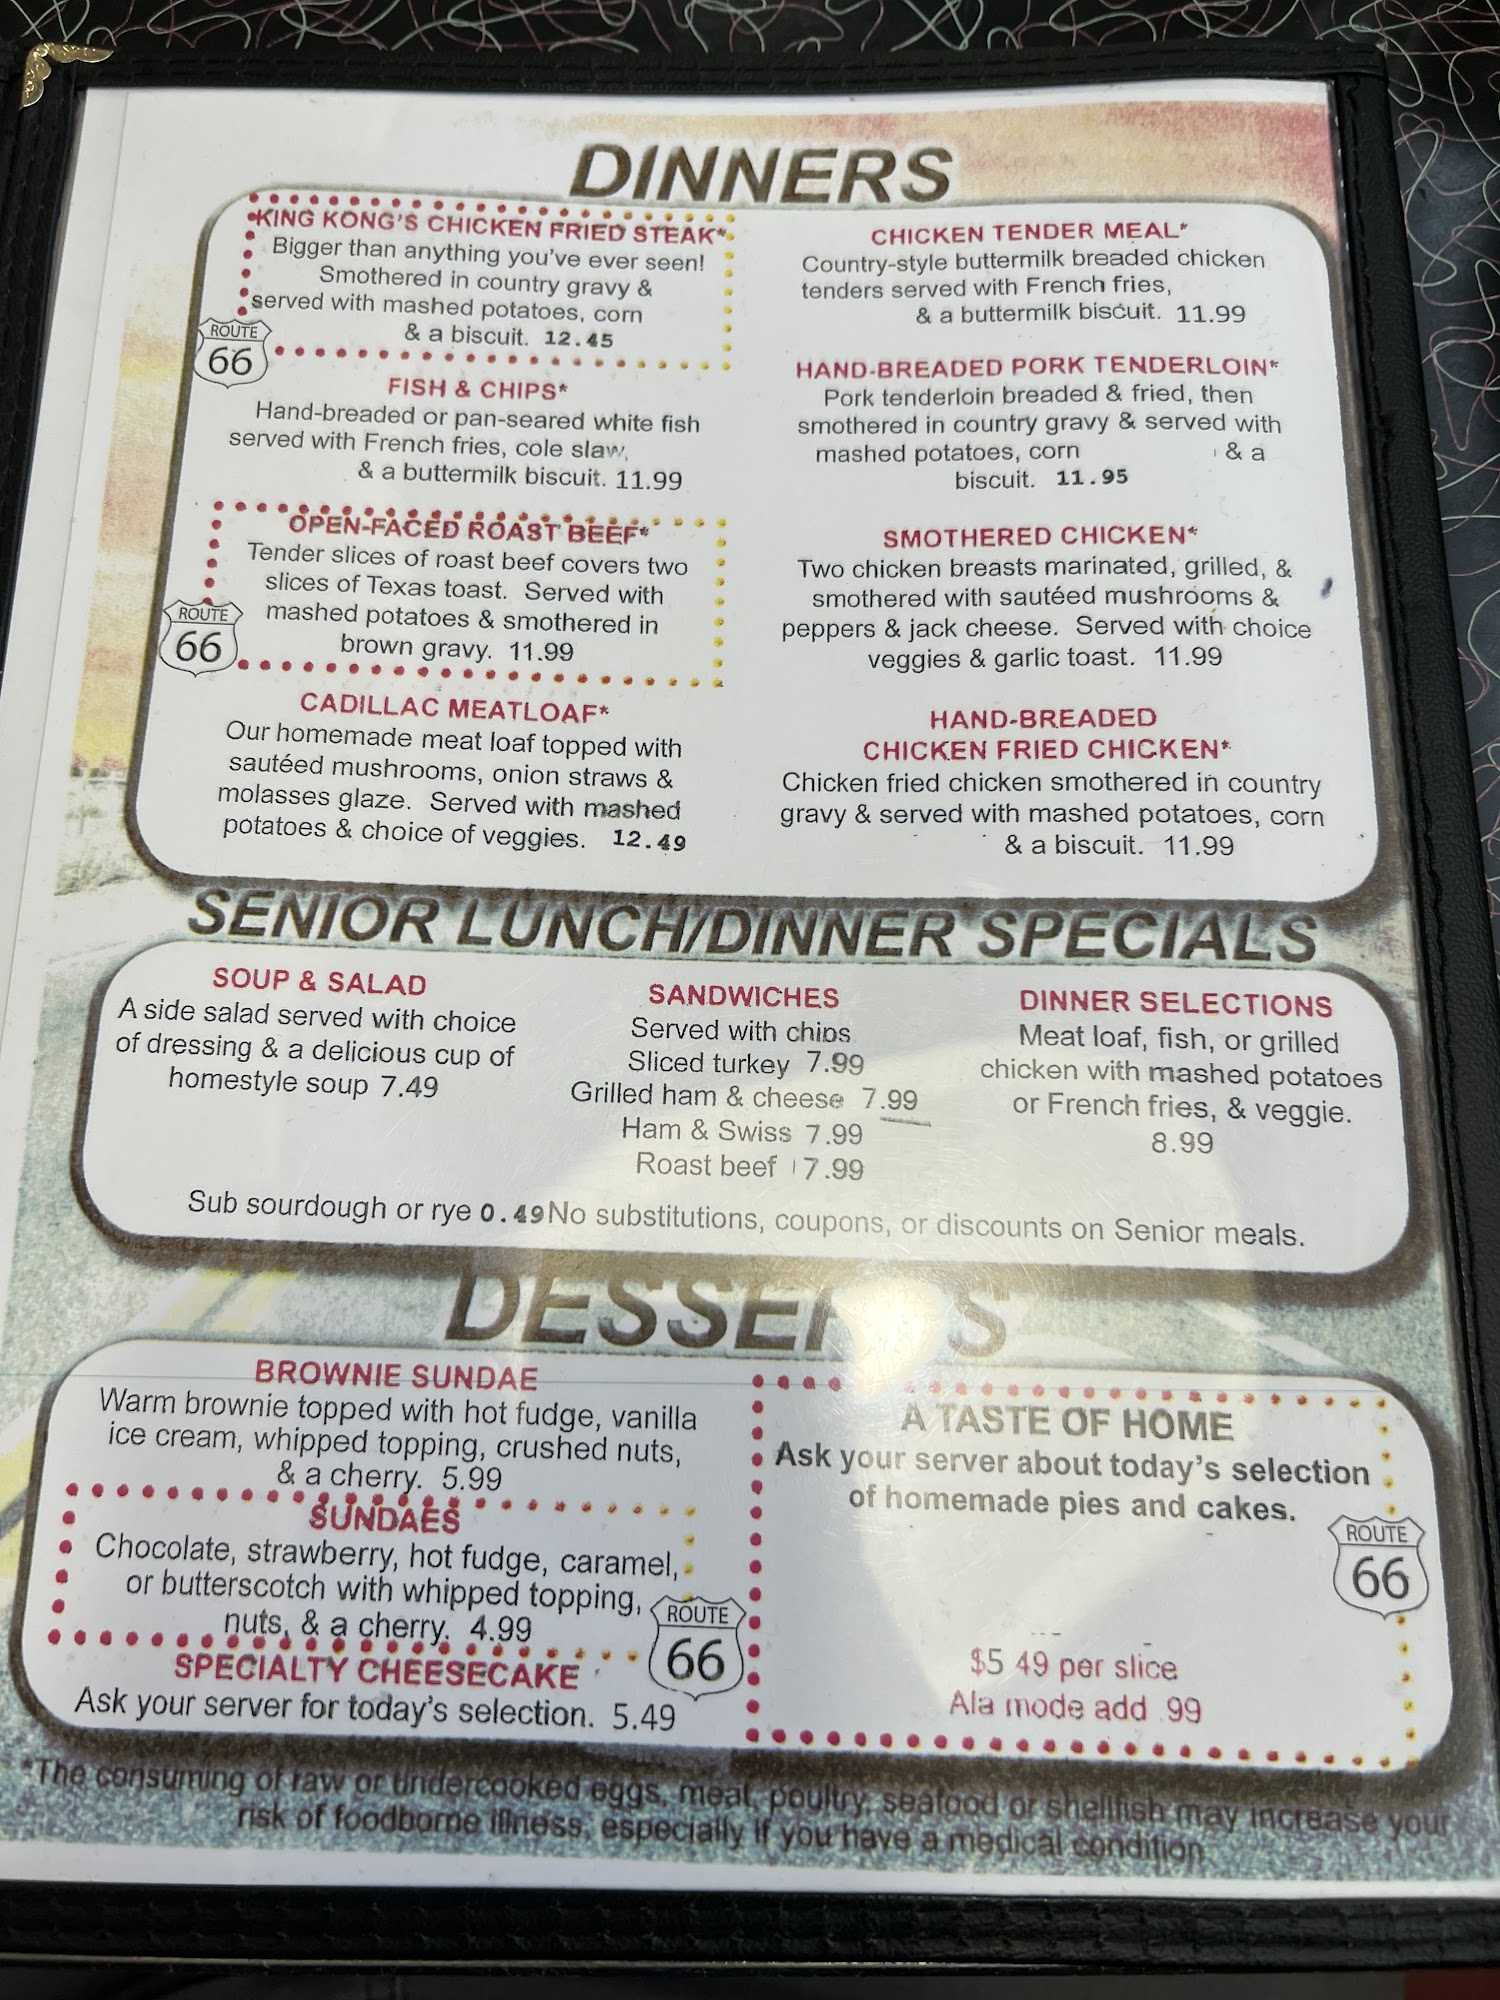 DINNERS
KING KONG'S CHICKEN FRIED STEAK*
Bigger than anything you've ever seen!
Smothered in country gravy &
served with mashed potatoes, corn
& a biscuit. 12.45
ROUTE
66
FISH & CHIPS*
Hand-breaded or pan-seared white fish
served with French fries, cole slaw,
& a buttermilk biscuit. 11.99
OPEN-FACED ROAST BEEF*
Tender slices of roast beef covers two
slices of Texas toast. Served with
mashed potatoes & smothered in
brown gravy. 11.99
ROUTE
66
CADILLAC MEATLOAF*
Our homemade meat loaf topped with
sautéed mushrooms, onion straws &
molasses glaze. Served with mashed
potatoes & choice of veggies. 12.49
CHICKEN TENDER MEAL*
Country-style buttermilk breaded chicken
tenders served with French fries,
& a buttermilk biscuit. 11.99
HAND-BREADED PORK TENDERLOIN*
Pork tenderloin breaded & fried, then
smothered in country gravy & served with
mashed potatoes, corn & a
biscuit. 11.95
SMOTHERED CHICKEN*
Two chicken breasts marinated, grilled, &
smothered with sautéed mushrooms &
peppers & jack cheese. Served with choice
veggies & garlic toast. 11.99
HAND-BREADED
CHICKEN FRIED CHICKEN*
Chicken fried chicken smothered in country
gravy & served with mashed potatoes, corn
& a biscuit. 11.99
SENIOR LUNCH/DINNER SPECIALS
SOUP & SALAD
A side salad served with choice
of dressing & a delicious cup of
homestyle soup 7.49
SANDWICHES
Served with chips
Sliced turkey 7.99
Grilled ham & cheese 7.99
Ham & Swiss 7.99
Roast beef 7.99
DINNER SELECTIONS
Meat loaf, fish, or grilled
chicken with mashed potatoes
or French fries, & veggie.
8.99
Sub sourdough or rye 0.49 No substitutions, coupons, or discounts on Senior meals.
DESSERTS
BROWNIE SUNDAE
Warm brownie topped with hot fudge, vanilla
ice cream, whipped topping, crushed nuts,
& a cherry. 5.99
SUNDAES
Chocolate, strawberry, hot fudge, caramel,
or butterscotch with whipped topping,
nuts, & a cherry. 4.99
ROUTE
66
SPECIALTY CHEESECAKE
Ask your server for today's selection. 5.49
A TASTE OF HOME
Ask your server about today's selection
of homemade pies and cakes.
ROUTE
66
$5 49 per slice
Ala mode add .99
*The consuming of raw or undercooked eggs, meat, poultry, seafood or shellfish may increase your
risk of foodborne illness, especially if you have a medical condition